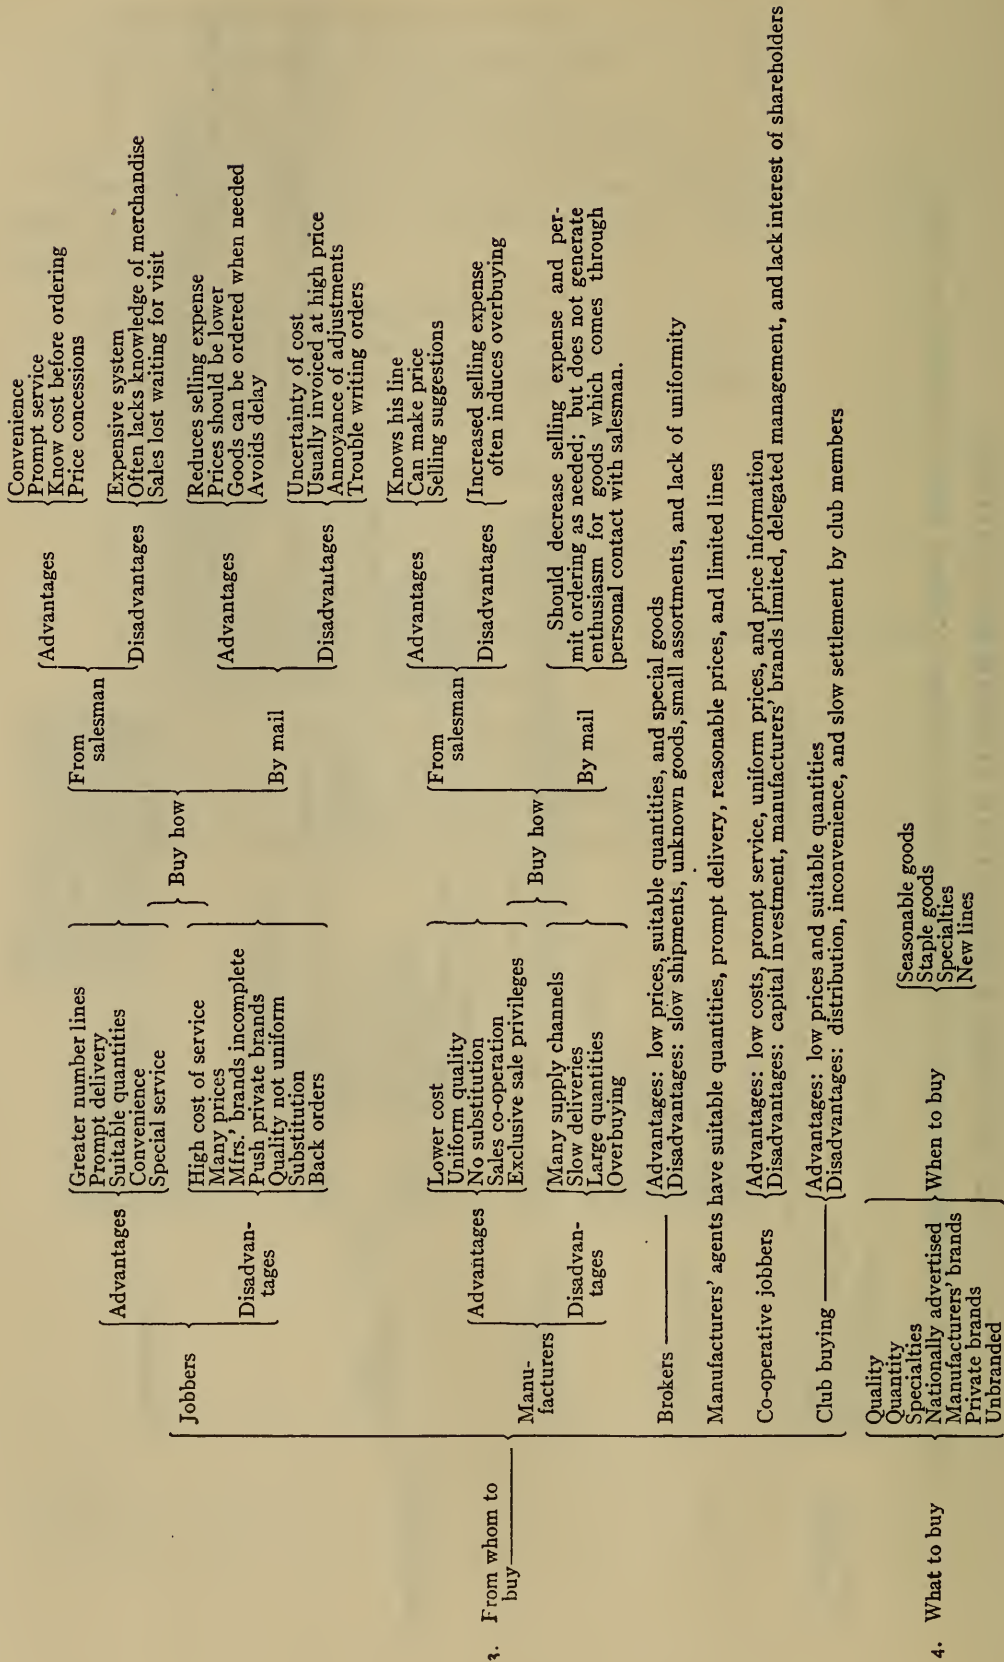 3. From whom to
buy
Jobbers
Advantages
Greater number lines
Prompt delivery
Suitable quantities
Convenience
Special service
Disadvan-
tages
High cost of service
Many prices
Mfrs.' brands incomplete
Push private brands
Quality not uniform
Substitution
Back orders
Buy how
From
salesman
Advantages
Convenience
Prompt service
Know cost before ordering
Price concessions
Disadvantages
Expensive system
Often lacks knowledge of merchandise
Sales lost waiting for visit
By mail
Advantages
Reduces selling expense
Prices should be lower
Goods can be ordered when needed
Avoids delay
Disadvantages
Uncertainty of cost
Usually invoiced at high price
Annoyance of adjustments
Trouble writing orders
Manu-
facturers
Advantages
Lower cost
Uniform quality
No substitution
Sales co-operation
Exclusive sale privileges
Disadvan-
tages
Many supply channels
Slow deliveries
Large quantities
Overbuying
Buy how
From
salesman
Advantages
Knows his line
Can make price
Selling suggestions
Disadvantages
Increased selling expense
often induces overbuying
By mail
Should decrease selling expense and per-
mit ordering as needed; but does not generate
enthusiasm for goods which comes through
personal contact with salesman.
Brokers
Advantages: low prices, suitable quantities, and special goods
Disadvantages: slow shipments, unknown goods, small assortments, and lack of uniformity
Manufacturers' agents have suitable quantities, prompt delivery, reasonable prices, and limited lines
Co-operative jobbers
Advantages: low costs, prompt service, uniform prices, and price information
Disadvantages: capital investment, manufacturers' brands limited, delegated management, and lack interest of shareholders
Club buying
Advantages: low prices and suitable quantities
Disadvantages: distribution, inconvenience, and slow settlement by club members
4. What to buy
Quality
Quantity
Specialties
Nationally advertised
Manufacturers' brands
Private brands
Unbranded
When to buy
Seasonable goods
Staple goods
Specialties
New lines